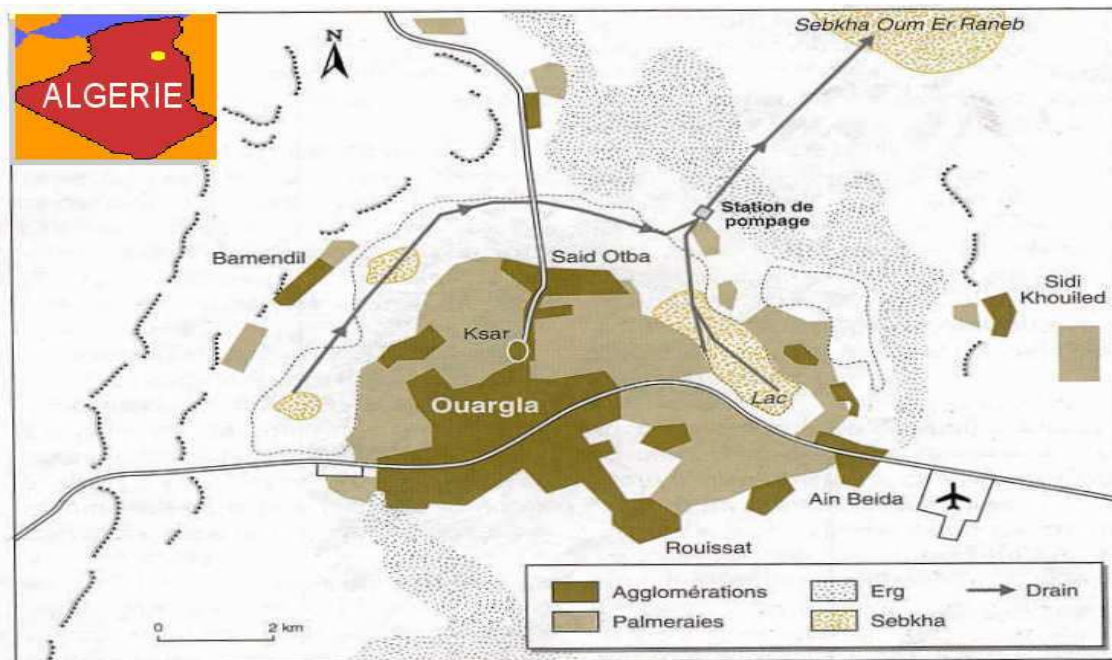 ALGERIE
N
Sebkha Oum Er Raneb
Station de
pompage
Bamendil
Said Otba
Sidi
Khouiled
Ksar
Ouargla
Lac
Ain Beida
Rouissat
0 2 km
Agglomérations
Erg
Drain
Palmeraies
Sebkha